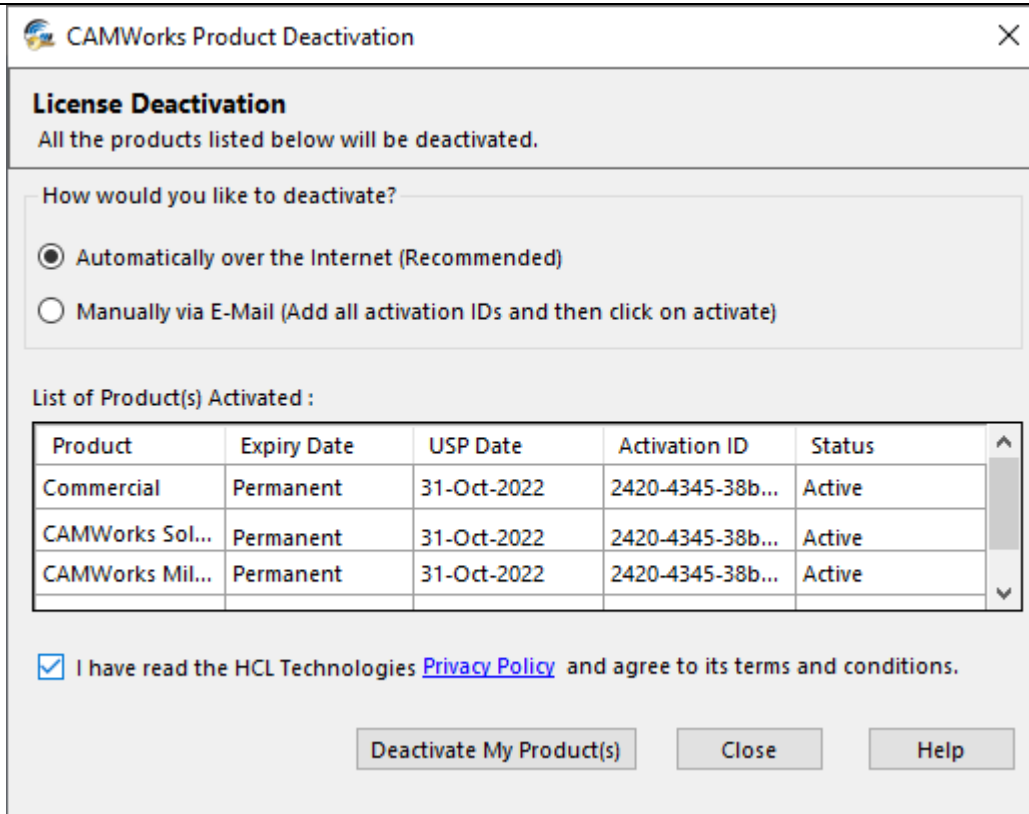 CAMWorks Product Deactivation
License Deactivation
All the products listed below will be deactivated.
How would you like to deactivate?
Automatically over the Internet (Recommended)
Manually via E-Mail (Add all activation IDs and then click on activate)
List of Product(s) Activated :
Product Expiry Date USP Date Activation ID Status
Commercial Permanent 31-Oct-2022 2420-4345-38b... Active
CAMWorks Sol... Permanent 31-Oct-2022 2420-4345-38b... Active
CAMWorks Mil... Permanent 31-Oct-2022 2420-4345-38b... Active
I have read the HCL Technologies Privacy Policy and agree to its terms and conditions.
Deactivate My Product(s) Close Help